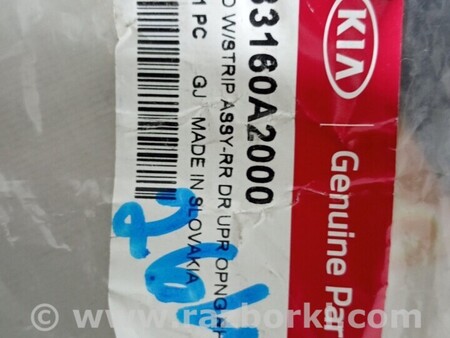 KIA
Genuine Par
83160A2000
D W/STRIP ASSY-RR DR UPR OPNG
1 PC GJ MADE IN SLOVAKIA
© www.razborka.com